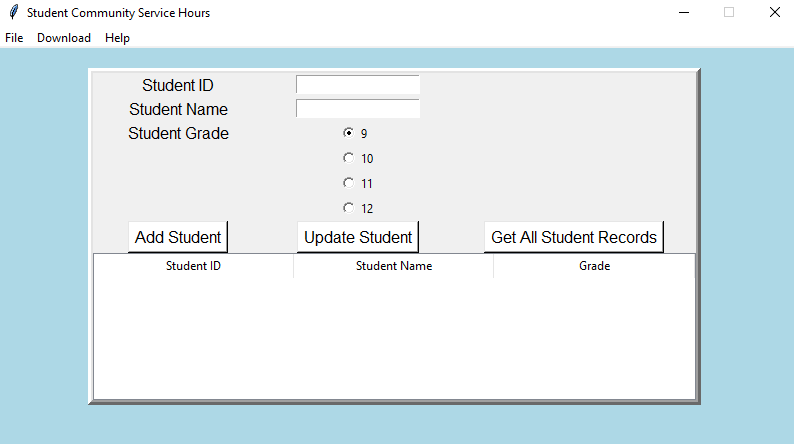 Student Community Service Hours
File Download Help
Student ID
Student Name
Student Grade
9
10
11
12
Add Student Update Student Get All Student Records
Student ID Student Name Grade